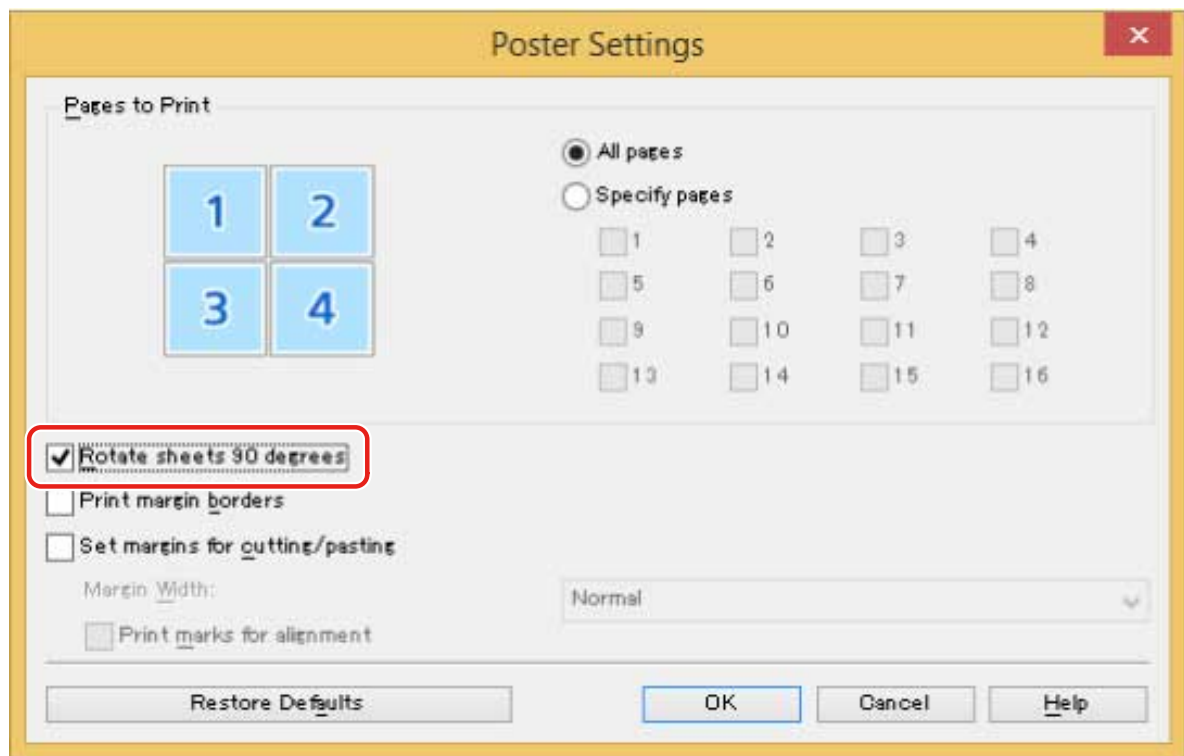 Poster Settings
Pages to Print
1 2
3 4
All pages
Specify pages
1 2 3 4
5 6 7 8
9 10 11 12
13 14 15 16
Rotate sheets 90 degrees
Print margin borders
Set margins for cutting/pasting
Margin Width: Normal
Print marks for alignment
Restore Defaults OK Cancel Help